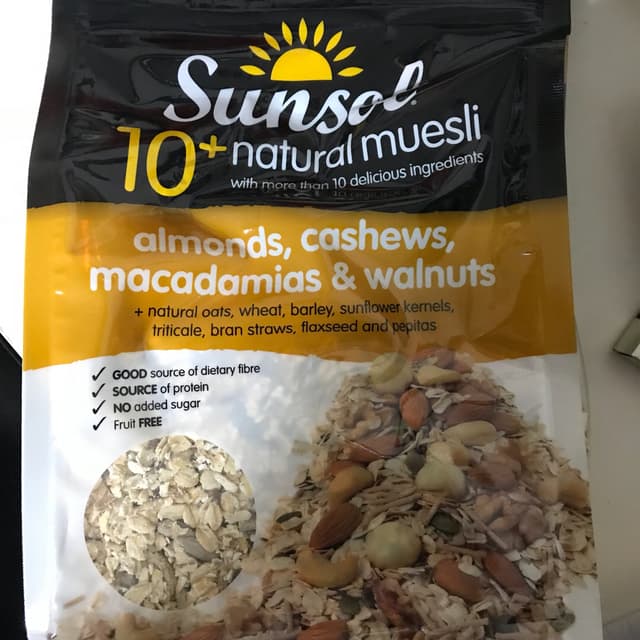 Sunsol
10+ natural muesli
with more than 10 delicious ingredients
almonds, cashews,
macadamias & walnuts
+ natural oats, wheat, barley, sunflower kernels,
triticale, bran straws, flaxseed and pepitas
✓ GOOD source of dietary fibre
✓ SOURCE of protein
✓ NO added sugar
✓ Fruit FREE